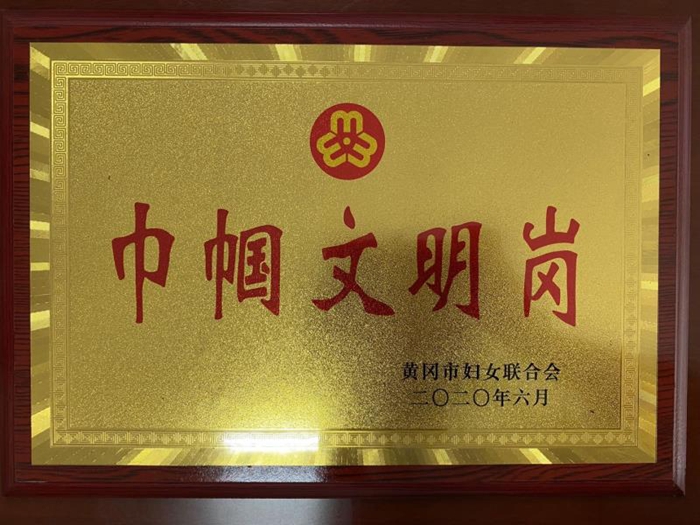 巾帼文明岗
黄冈市妇女联合会
二〇二〇年六月